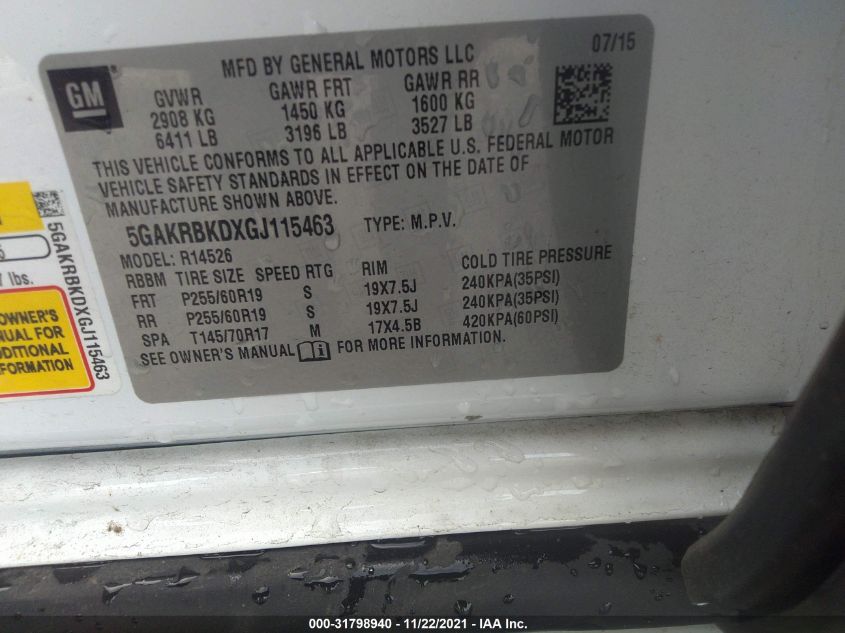 GM
MFD BY GENERAL MOTORS LLC
07/15
GVWR GAWR FRT GAWR RR
2908 KG 1450 KG 1600 KG
6411 LB 3196 LB 3527 LB
THIS VEHICLE CONFORMS TO ALL APPLICABLE U.S. FEDERAL MOTOR
VEHICLE SAFETY STANDARDS IN EFFECT ON THE DATE OF
MANUFACTURE SHOWN ABOVE.
5GAKRBKDXGJ115463 TYPE: M.P.V.
MODEL: R14526
RBBM TIRE SIZE SPEED RTG RIM COLD TIRE PRESSURE
FRT P255/60R19 S 19X7.5J 240KPA(35PSI)
RR P255/60R19 S 19X7.5J 240KPA(35PSI)
SPA T145/70R17 M 17X4.5B 420KPA(60PSI)
SEE OWNER'S MANUAL FOR MORE INFORMATION.
5GAKRBKDXGJ115463
lbs.
OWNER'S
FOR
000-31798940 - 11/22/2021 - IAA Inc.